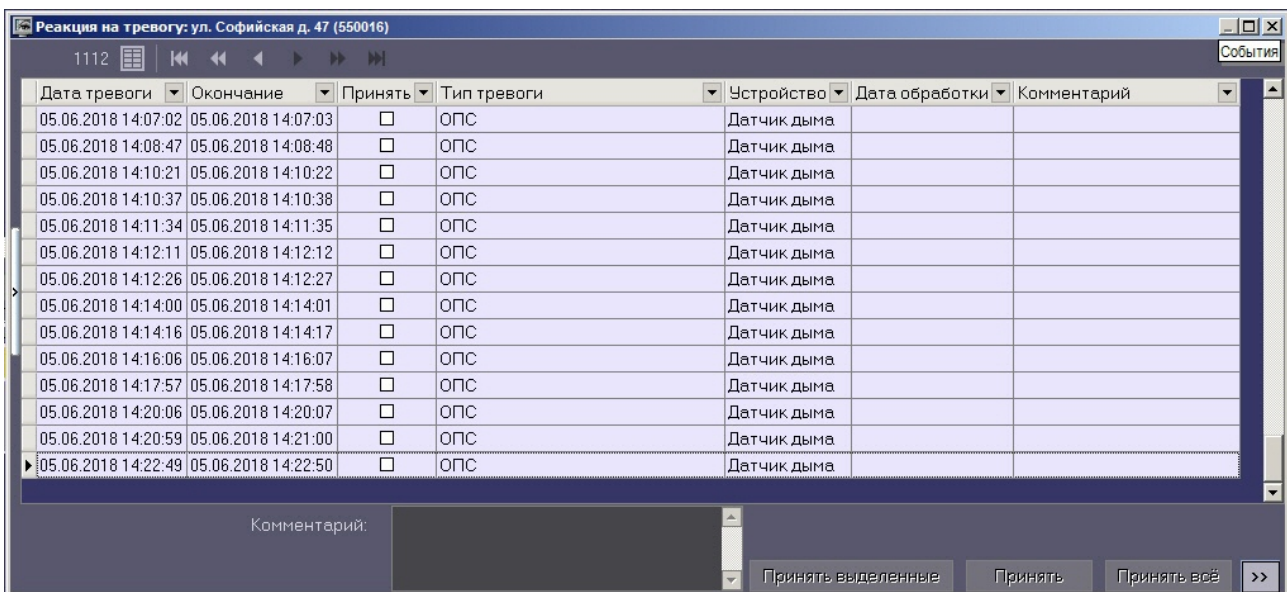 Реакция на тревогу: ул. Софийская д. 47 (550016)
События
1112
Дата тревоги Окончание Принять Тип тревоги Устройство Дата обработки Комментарий
05.06.2018 14:07:02 05.06.2018 14:07:03 ОПС Датчик дыма
05.06.2018 14:08:47 05.06.2018 14:08:48 ОПС Датчик дыма
05.06.2018 14:10:21 05.06.2018 14:10:22 ОПС Датчик дыма
05.06.2018 14:10:37 05.06.2018 14:10:38 ОПС Датчик дыма
05.06.2018 14:11:34 05.06.2018 14:11:35 ОПС Датчик дыма
05.06.2018 14:12:11 05.06.2018 14:12:12 ОПС Датчик дыма
05.06.2018 14:12:26 05.06.2018 14:12:27 ОПС Датчик дыма
05.06.2018 14:14:00 05.06.2018 14:14:01 ОПС Датчик дыма
05.06.2018 14:14:16 05.06.2018 14:14:17 ОПС Датчик дыма
05.06.2018 14:16:06 05.06.2018 14:16:07 ОПС Датчик дыма
05.06.2018 14:17:57 05.06.2018 14:17:58 ОПС Датчик дыма
05.06.2018 14:20:06 05.06.2018 14:20:07 ОПС Датчик дыма
05.06.2018 14:20:59 05.06.2018 14:21:00 ОПС Датчик дыма
05.06.2018 14:22:49 05.06.2018 14:22:50 ОПС Датчик дыма
Комментарий:
Принять выделенные Принять Принять всё >>